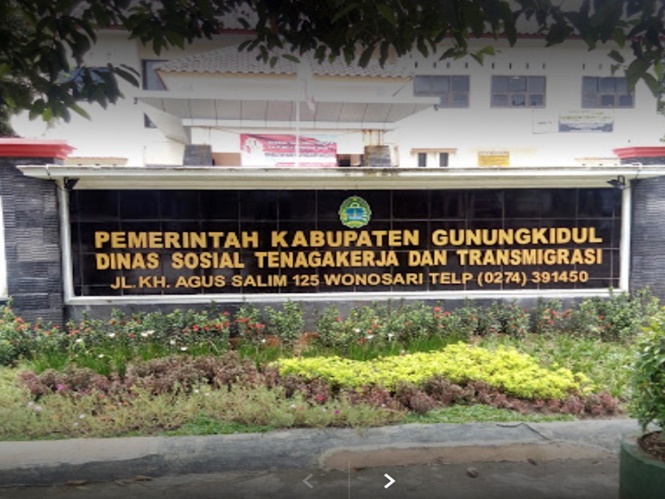 PEMERINTAH KABUPATEN GUNUNGKIDUL
DINAS SOSIAL TENAGAKERJA DAN TRANSMIGRASI
JL.KH. AGUS SALIM 125 WONOSARI TELP (0274) 391450